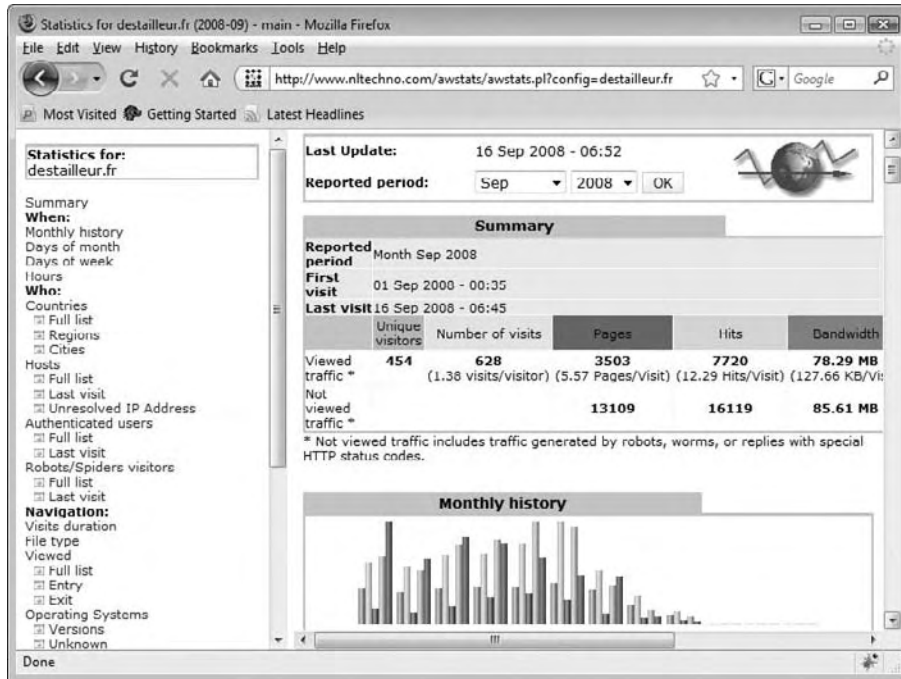 Statistics for destailleur.fr (2008-09) - main - Mozilla Firefox
File Edit View History Bookmarks Tools Help
http://www.nltechno.com/awstats/awstats.pl?config=destailleur.fr
G Google
Most Visited Getting Started Latest Headlines
Statistics for:
destailleur.fr
Summary
When:
Monthly history
Days of month
Days of week
Hours
Who:
Countries
Full list
Regions
Cities
Hosts
Full list
Last visit
Unresolved IP Address
Authenticated users
Full list
Last visit
Robots/Spiders visitors
Full list
Last visit
Navigation:
Visits duration
File type
Viewed
Full list
Entry
Exit
Operating Systems
Versions
Unknown
Last Update: 16 Sep 2008 - 06:52
Reported period: Sep 2008 OK
Summary
Reported period Month Sep 2008
First visit 01 Sep 2008 - 00:35
Last visit 16 Sep 2008 - 06:45
Unique visitors Number of visits Pages Hits Bandwidth
Viewed traffic * 454 628 3503 7720 78.29 MB
(1.38 visits/visitor) (5.57 Pages/Visit) (12.29 Hits/Visit) (127.66 KB/Vis
Not viewed traffic * 13109 16119 85.61 MB
* Not viewed traffic includes traffic generated by robots, worms, or replies with special
HTTP status codes.
Monthly history
Done